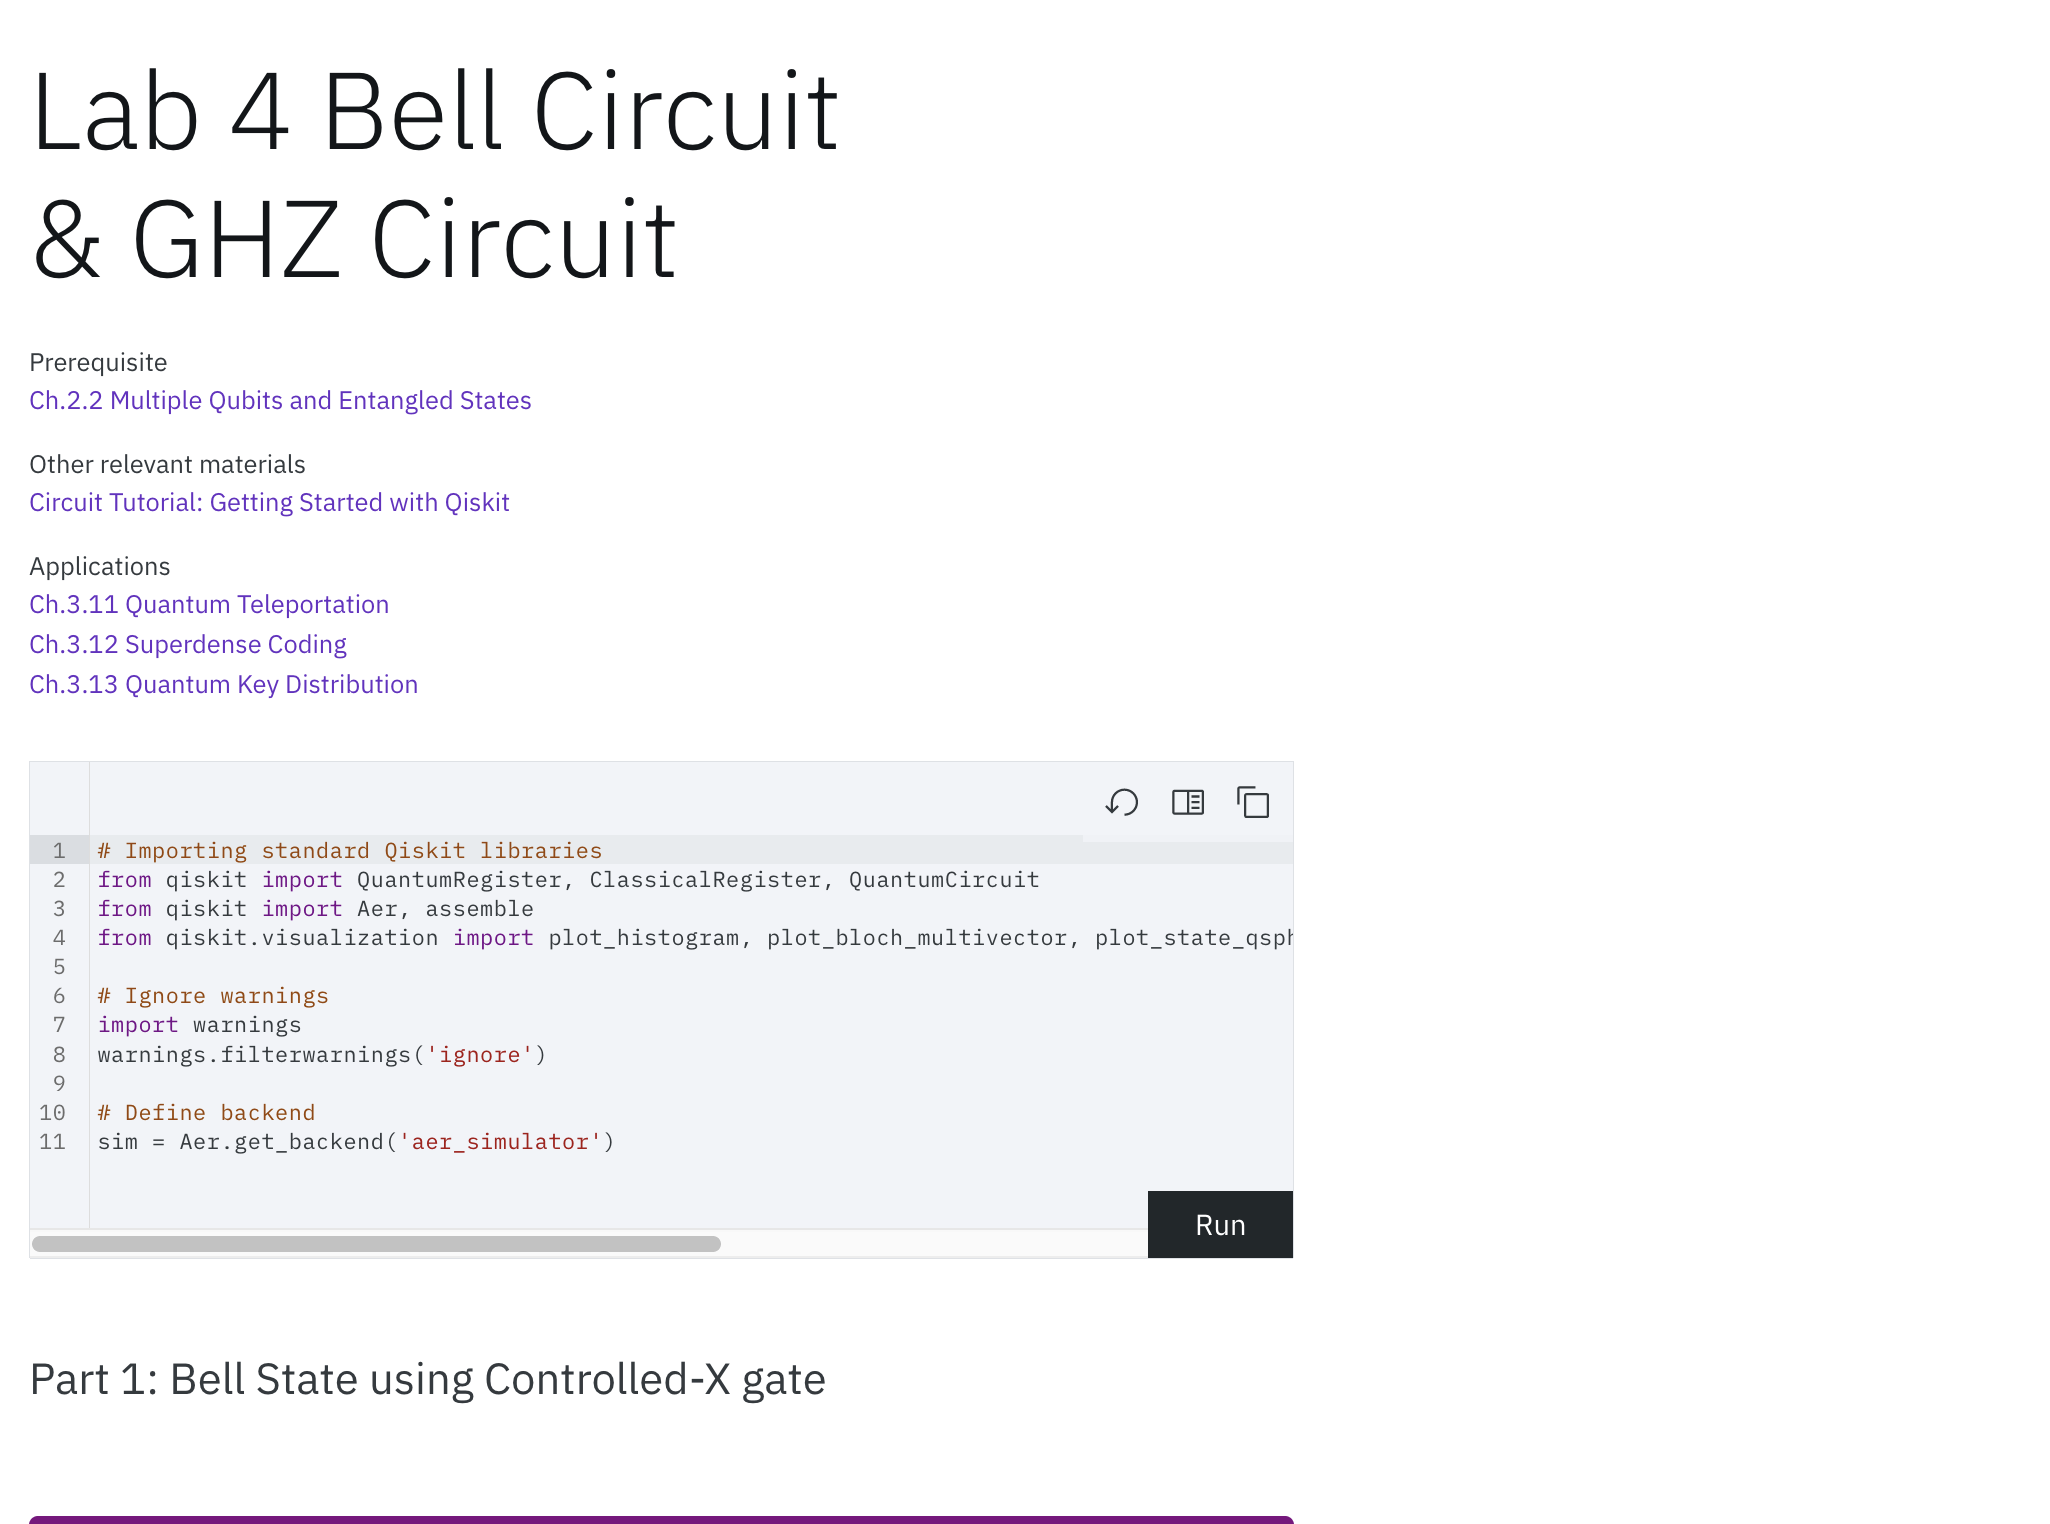 Lab 4 Bell Circuit
& GHZ Circuit
Prerequisite
Ch.2.2 Multiple Qubits and Entangled States
Other relevant materials
Circuit Tutorial: Getting Started with Qiskit
Applications
Ch.3.11 Quantum Teleportation
Ch.3.12 Superdense Coding
Ch.3.13 Quantum Key Distribution
1 # Importing standard Qiskit libraries
2 from qiskit import QuantumRegister, ClassicalRegister, QuantumCircuit
3 from qiskit import Aer, assemble
4 from qiskit.visualization import plot_histogram, plot_bloch_multivector, plot_state_qsph
5
6 # Ignore warnings
7 import warnings
8 warnings.filterwarnings('ignore')
9
10 # Define backend
11 sim = Aer.get_backend('aer_simulator')
Run
Part 1: Bell State using Controlled-X gate